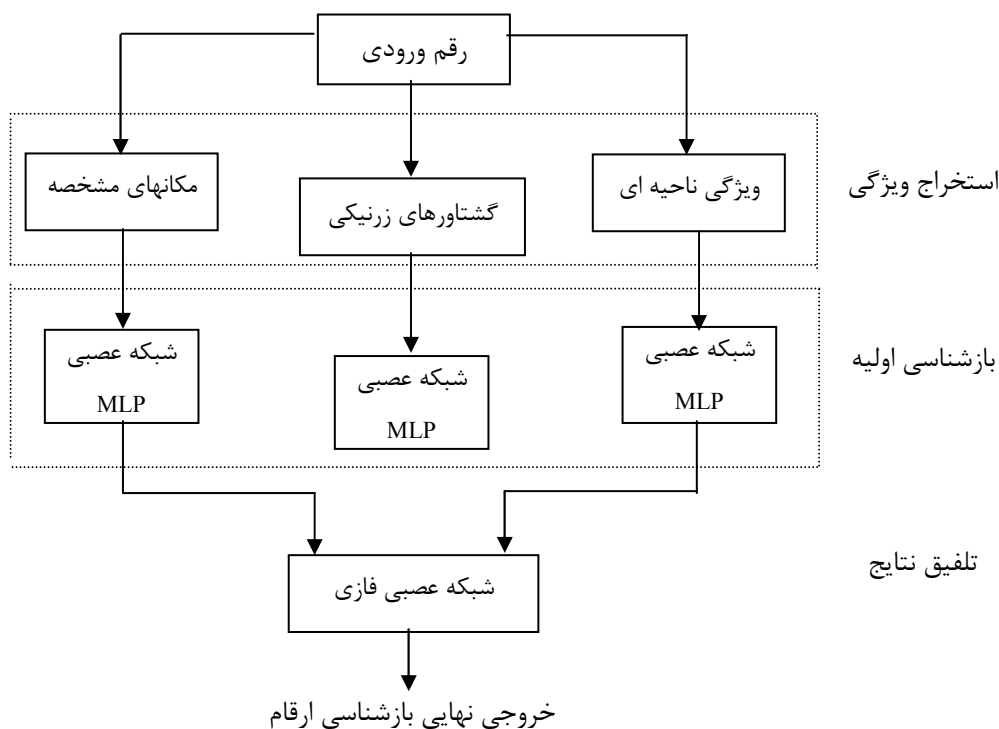 رقم ورودی
استخراج ویژگی
ویژگی ناحیه ای
گشتاورهای زرنیکی
مکانهای مشخصه
بازشناسی اولیه
شبکه عصبی
MLP
شبکه عصبی
MLP
شبکه عصبی
MLP
تلفیق نتایج
شبکه عصبی فازی
خروجی نهایی بازشناسی ارقام